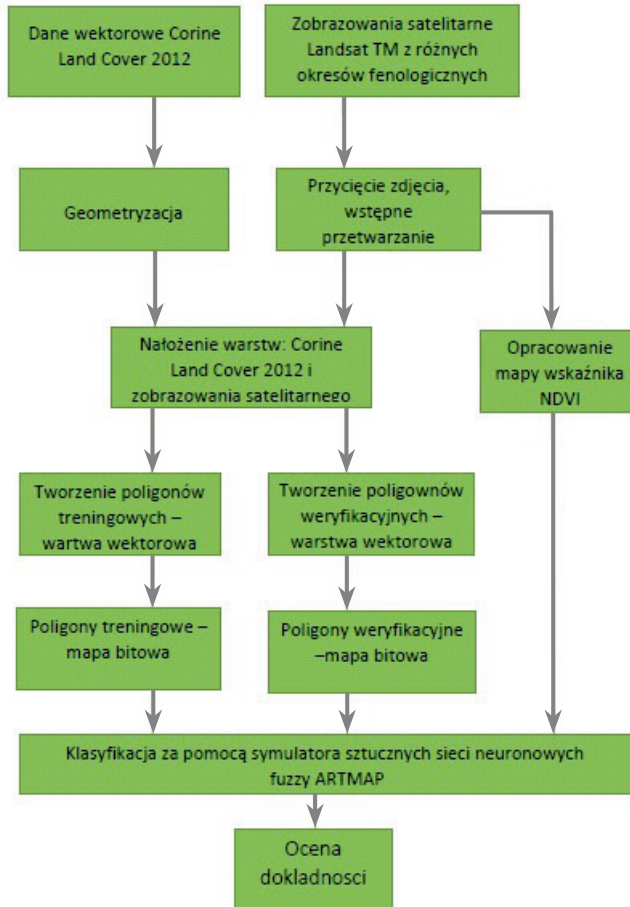 Dane wektorowe Corine
Land Cover 2012
Zobrazowania satelitarne
Landsat TM z różnych
okresów fenologicznych
Geometryzacja
Przycięcie zdjęcia,
wstępne
przetwarzanie
Nałożenie warstw: Corine
Land Cover 2012 i
zobrazowania satelitarnego
Opracowanie
mapy wskaźnika
NDVI
Tworzenie poligonów
treningowych –
wartwa wektorowa
Tworzenie poligownów
weryfikacyjnych –
warstwa wektorowa
Poligony treningowe –
mapa bitowa
Poligony weryfikacyjne
–mapa bitowa
Klasyfikacja za pomocą symulatora sztucznych sieci neuronowych
fuzzy ARTMAP
Ocena
dokladnosci